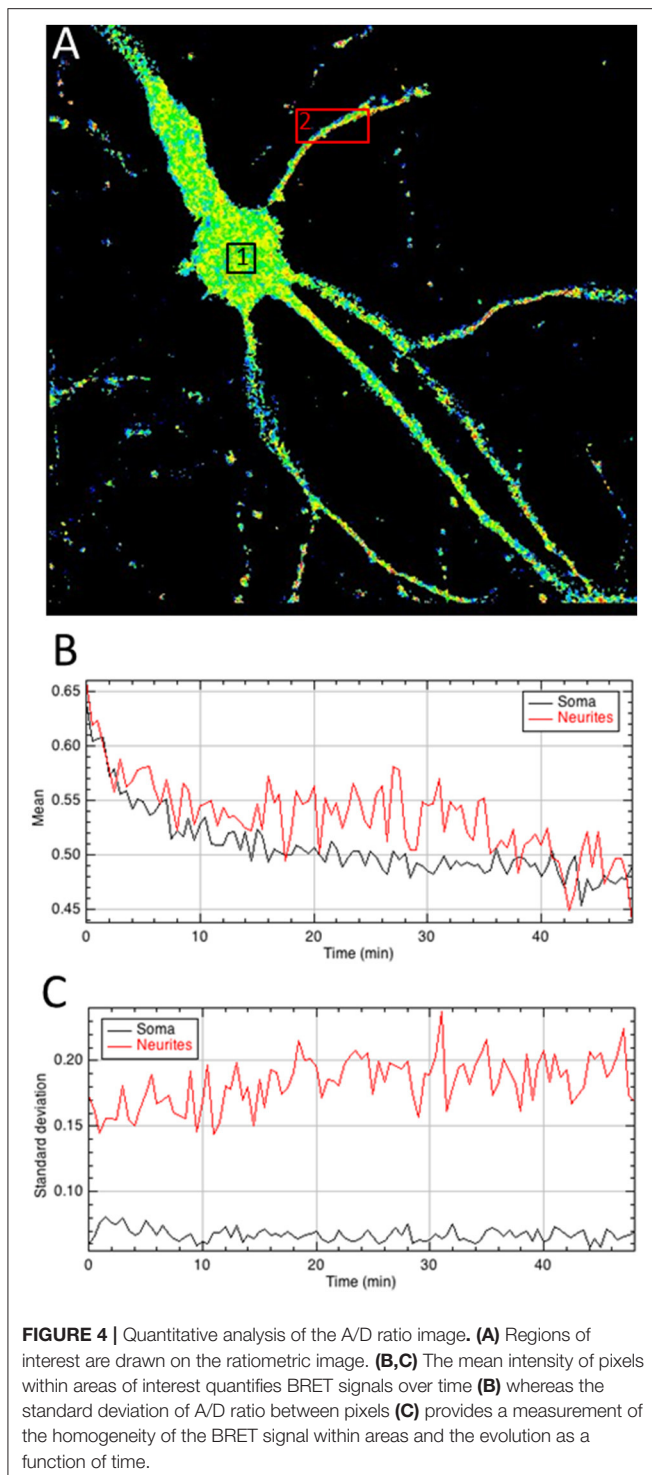 A
2
1
B
0.65
0.60
0.55
0.50
0.45
Mean
Soma
Neurites
0 10 20 30 40
Time (min)
C
Soma
Neurites
0.20
0.15
0.10
Standard deviation
0 10 20 30 40
Time (min)
FIGURE 4 | Quantitative analysis of the A/D ratio image. (A) Regions of
interest are drawn on the ratiometric image. (B,C) The mean intensity of pixels
within areas of interest quantifies BRET signals over time (B) whereas the
standard deviation of A/D ratio between pixels (C) provides a measurement of
the homogeneity of the BRET signal within areas and the evolution as a
function of time.